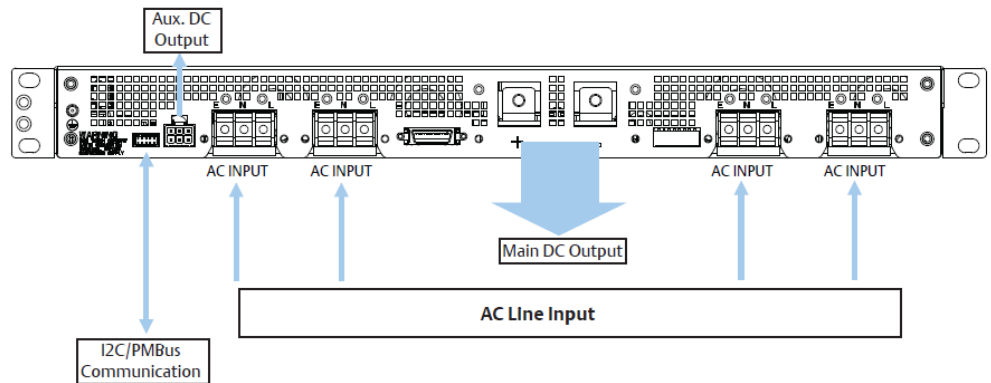 Aux. DC
Output
E N L
E N L
E N L
E N L
WARNING
+
-
AC INPUT
AC INPUT
AC INPUT
AC INPUT
Main DC Output
AC Line Input
I2C/PMBus
Communication